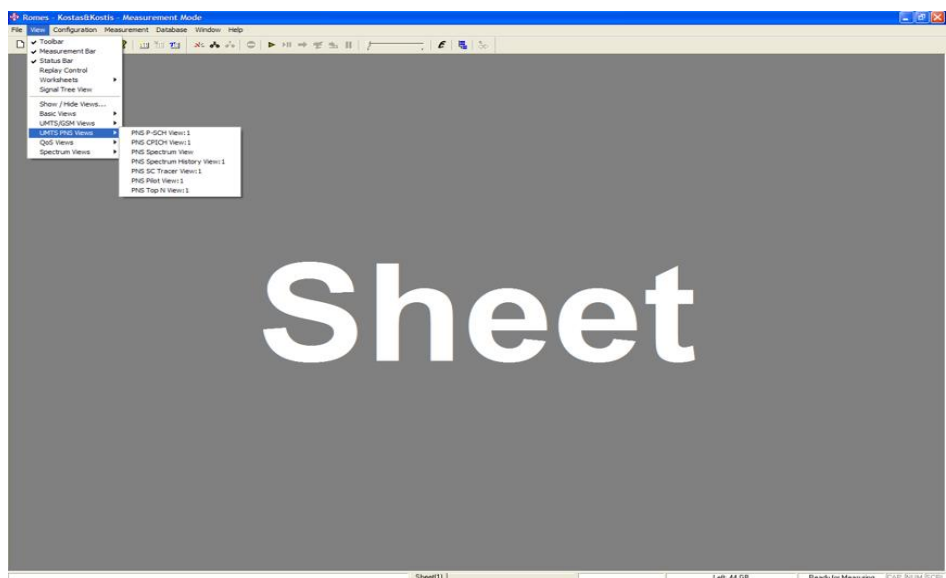 Romes - Kostas&Kostis - Measurement Mode
File View Configuration Measurement Database Window Help
Toolbar
Measurement Bar
Status Bar
Replay Control
Worksheets
Signal Tree View
Show / Hide Views...
Basic Views
UMTS/GSM Views
UMTS PNS Views
QoS Views
Spectrum Views
PNS P-SCH View:1
PNS CPICH View:1
PNS Spectrum View
PNS Spectrum History View:1
PNS SC Tracer View:1
PNS Pilot View:1
PNS Top N View:1
Sheet
Sheet(1) Left: 44 GB Ready for Measuring CAP NUM SCRL